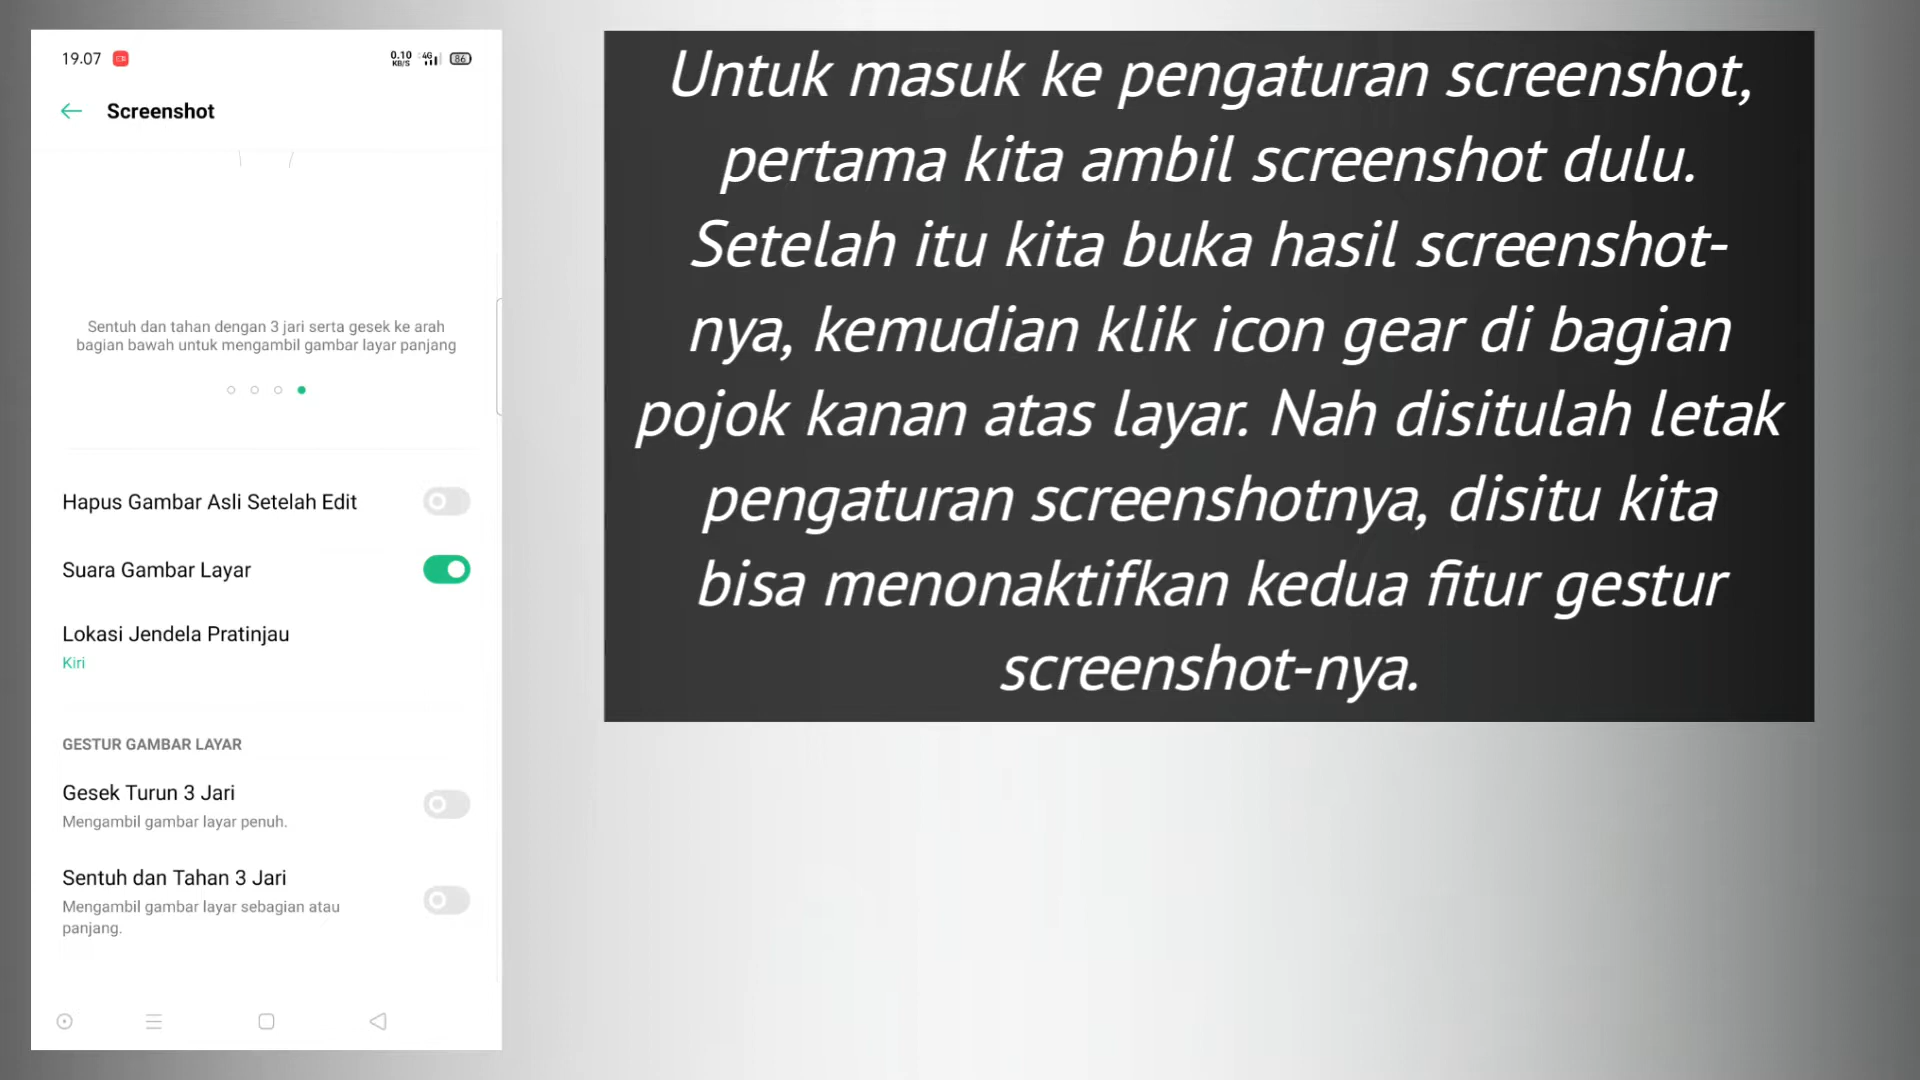 19.07
0.10
KB/S
4G
86
Screenshot
Sentuh dan tahan dengan 3 jari serta gesek ke arah
bagian bawah untuk mengambil gambar layar panjang
Hapus Gambar Asli Setelah Edit
Suara Gambar Layar
Lokasi Jendela Pratinjau
Kiri
GESTUR GAMBAR LAYAR
Gesek Turun 3 Jari
Mengambil gambar layar penuh.
Sentuh dan Tahan 3 Jari
Mengambil gambar layar sebagian atau
panjang.
Untuk masuk ke pengaturan screenshot,
pertama kita ambil screenshot dulu.
Setelah itu kita buka hasil screenshot-
nya, kemudian klik icon gear di bagian
pojok kanan atas layar. Nah disitulah letak
pengaturan screenshotnya, disitu kita
bisa menonaktifkan kedua fitur gestur
screenshot-nya.